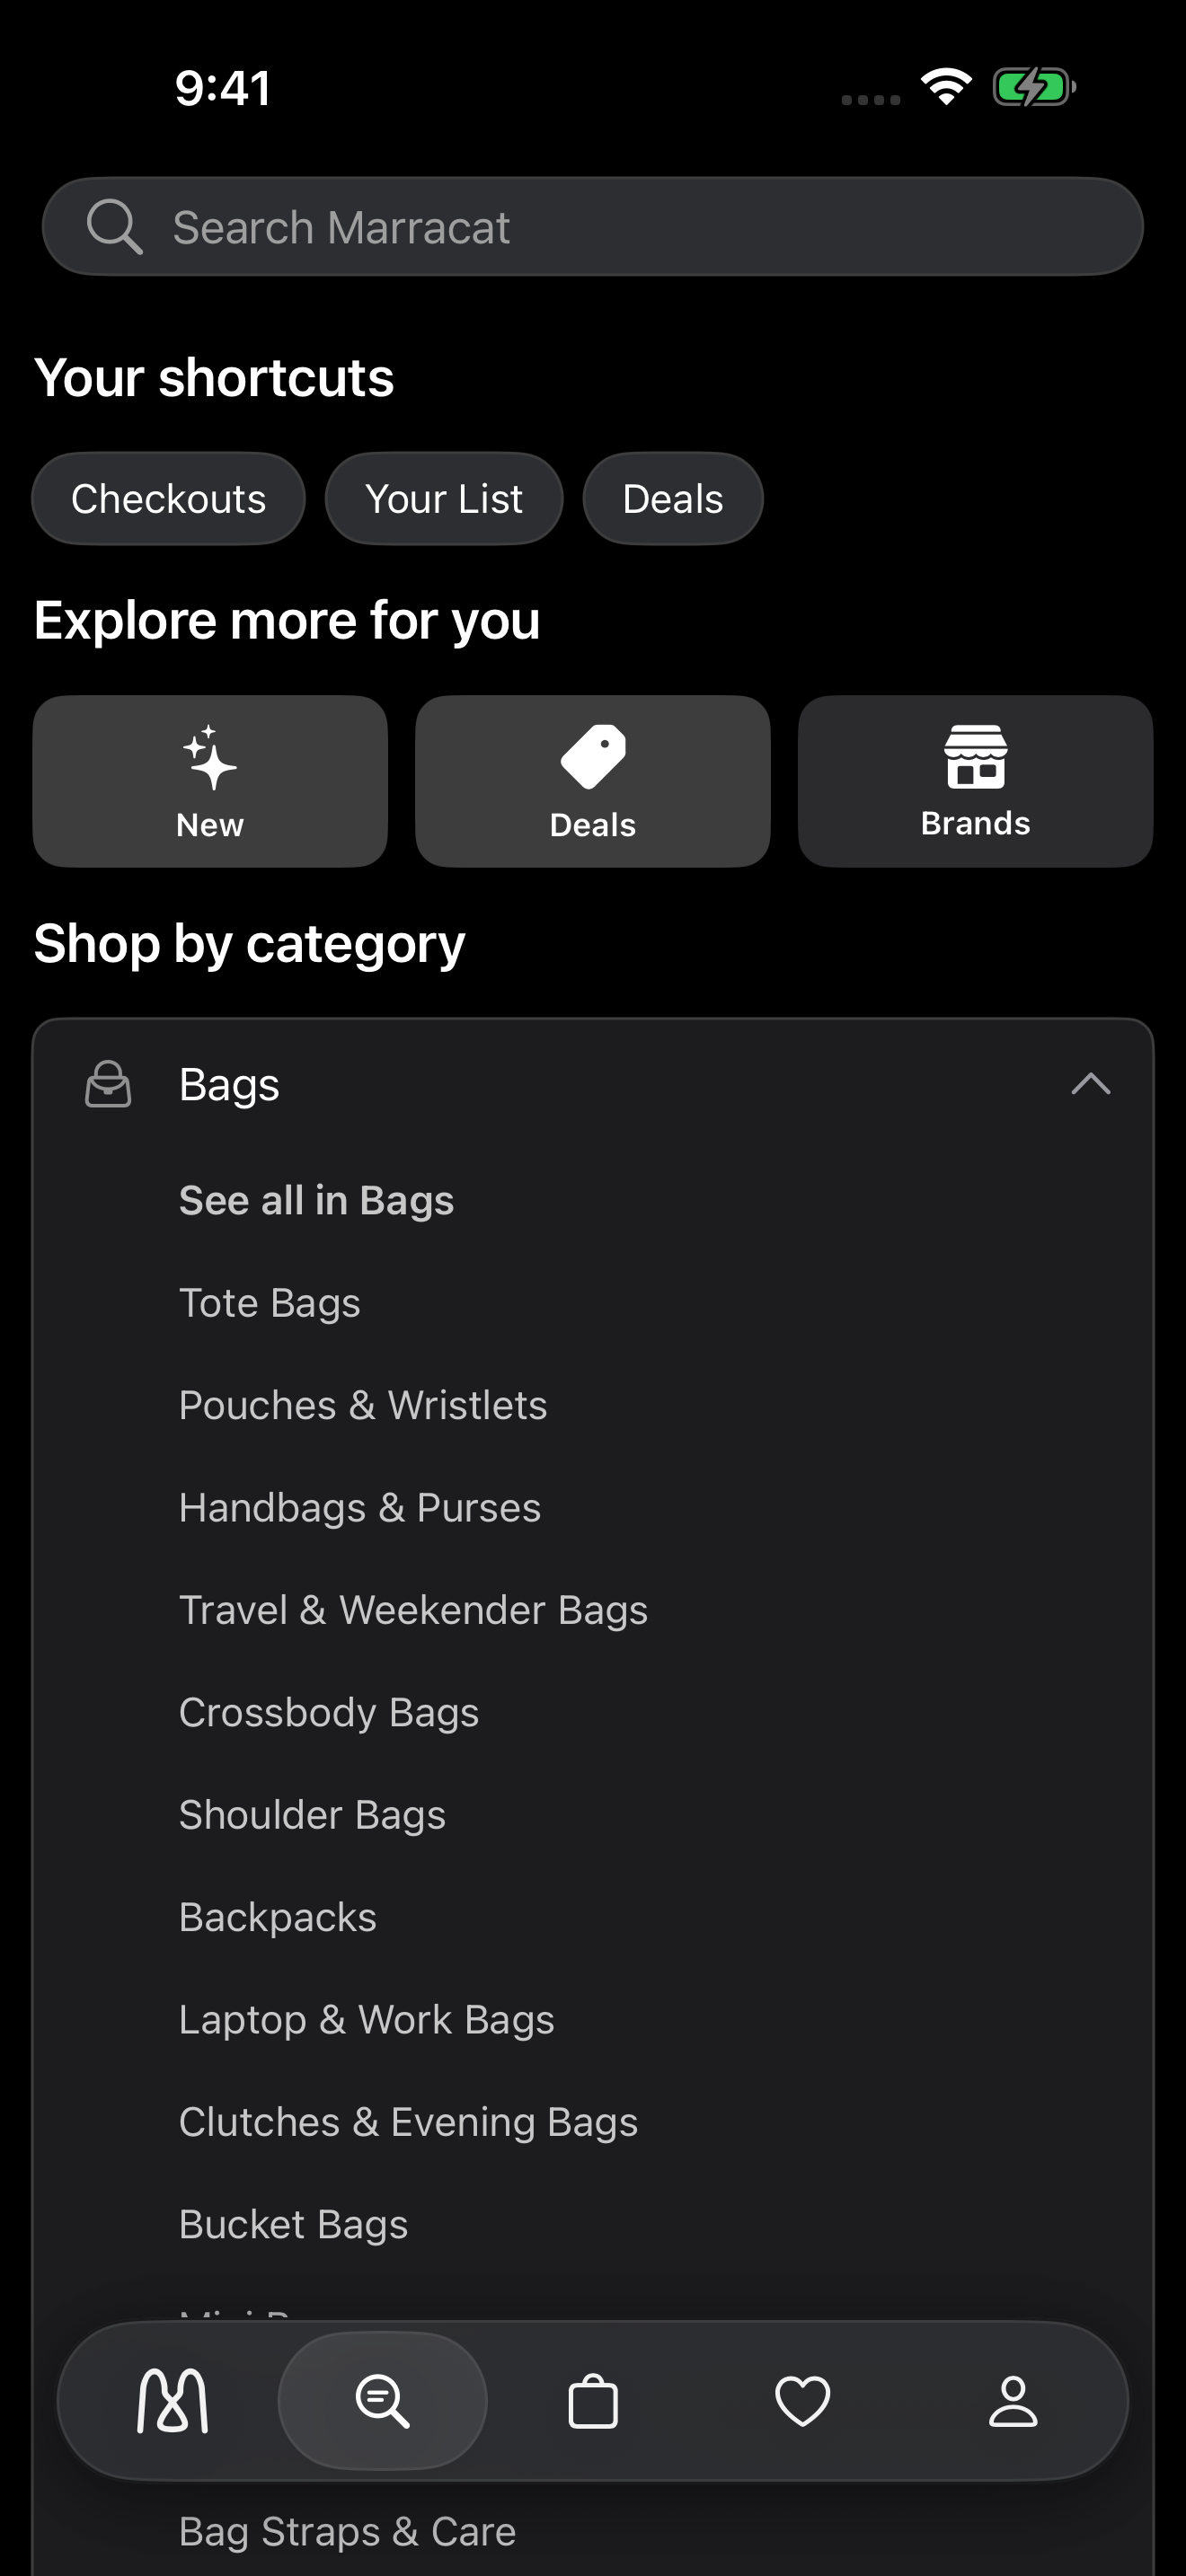 9:41
Search Marracat
Your shortcuts
Checkouts
Your List
Deals
Explore more for you
New
Deals
Brands
Shop by category
Bags
See all in Bags
Tote Bags
Pouches & Wristlets
Handbags & Purses
Travel & Weekender Bags
Crossbody Bags
Shoulder Bags
Backpacks
Laptop & Work Bags
Clutches & Evening Bags
Bucket Bags
Bag Straps & Care